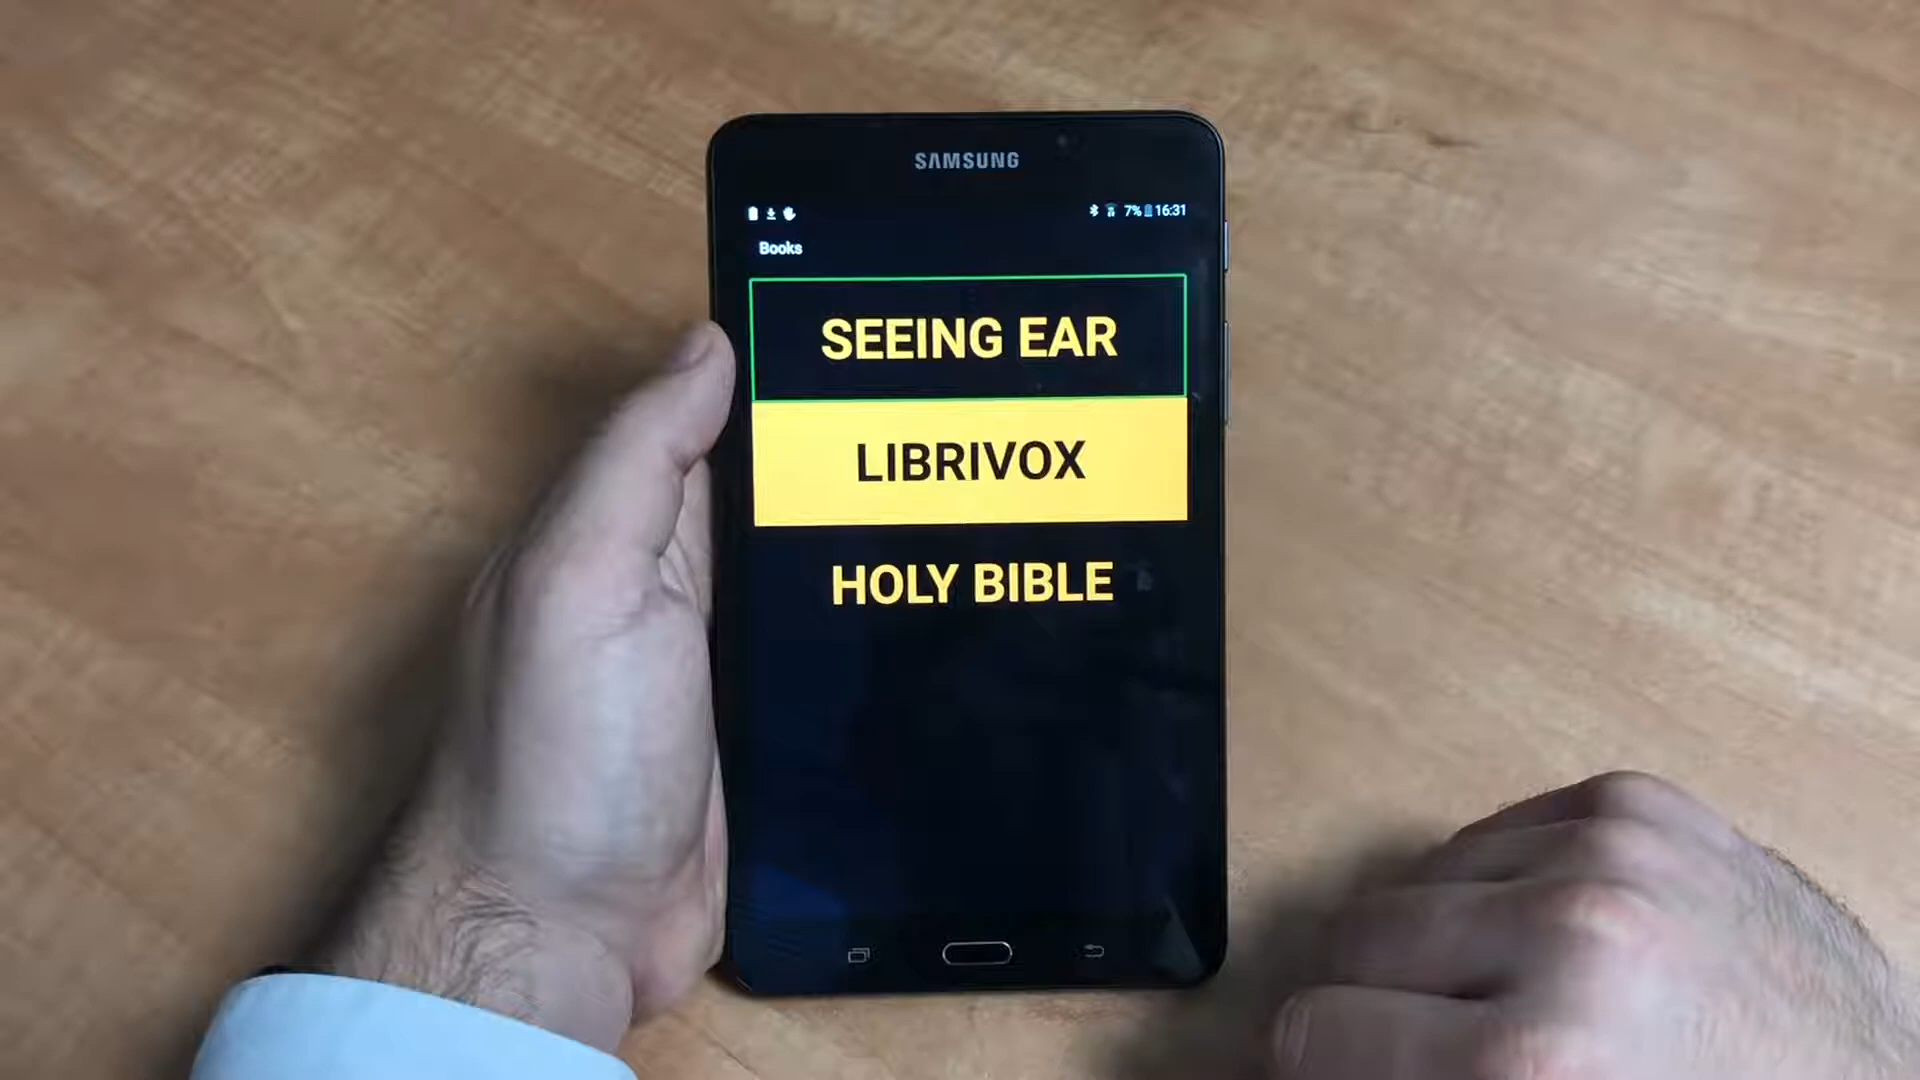 SAMSUNG
7% 16:31
Books
SEEING EAR
LIBRIVOX
HOLY BIBLE